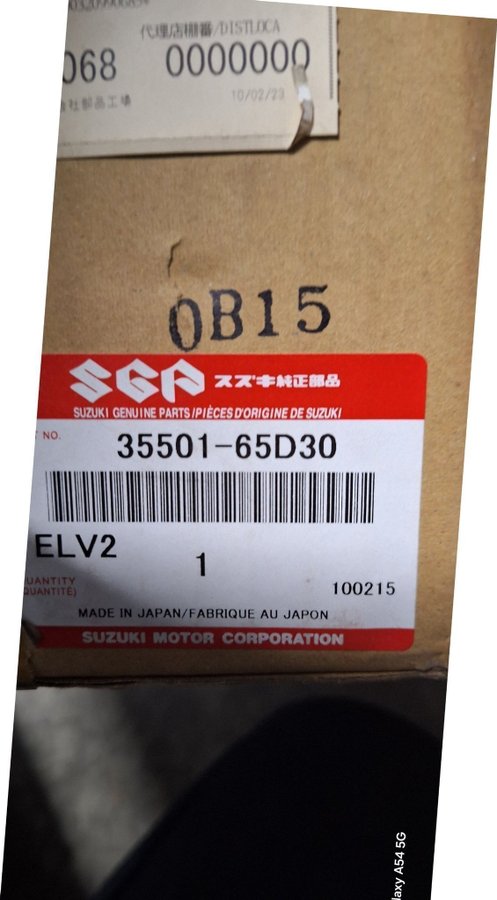 代理店棚番/DISTLOCA
068 0000000
社部品工場 10/02/23
0B15
SGP スズキ純正部品
SUZUKI GENUINE PARTS/PIÈCES D'ORIGINE DE SUZUKI
NO. 35501-65D30
ELV2
1
UANTITY
QUANTITÉ)
100215
MADE IN JAPAN/FABRIQUE AU JAPON
SUZUKI MOTOR CORPORATION
laxy A54 5G